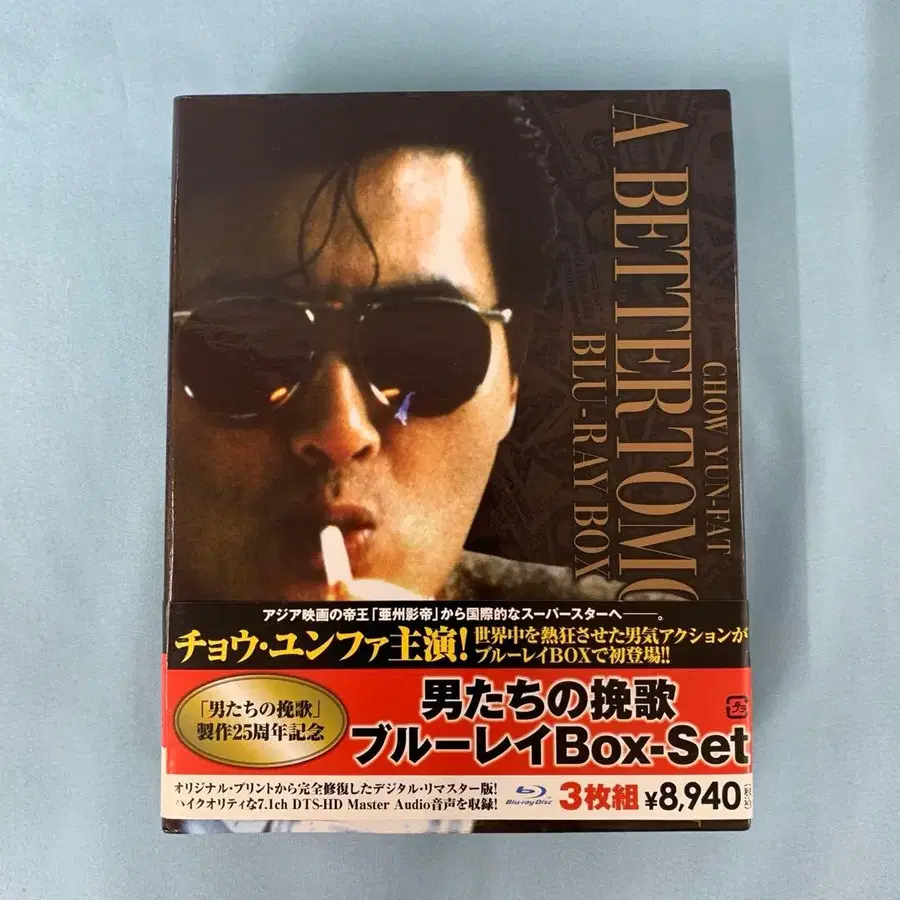 A BETTER TOMO
CHOW YUN-FAT
BLU-RAY BOX
アジア映画の帝王「亜州影帝」から国際的なスーパースターへ――。
チョウ・ユンファ主演!
世界中を熱狂させた男気アクションが
ブルーレイBOXで初登場!!
「男たちの挽歌」
製作25周年記念
男たちの挽歌
ブルーレイBox-Set
プラ
オリジナル・プリントから完全修復したデジタル・リマスター版!
ハイクオリティな7.1ch DTS-HD Master Audio音声を収録!
Blu-ray Disc
3枚組 ¥8,940(税込)